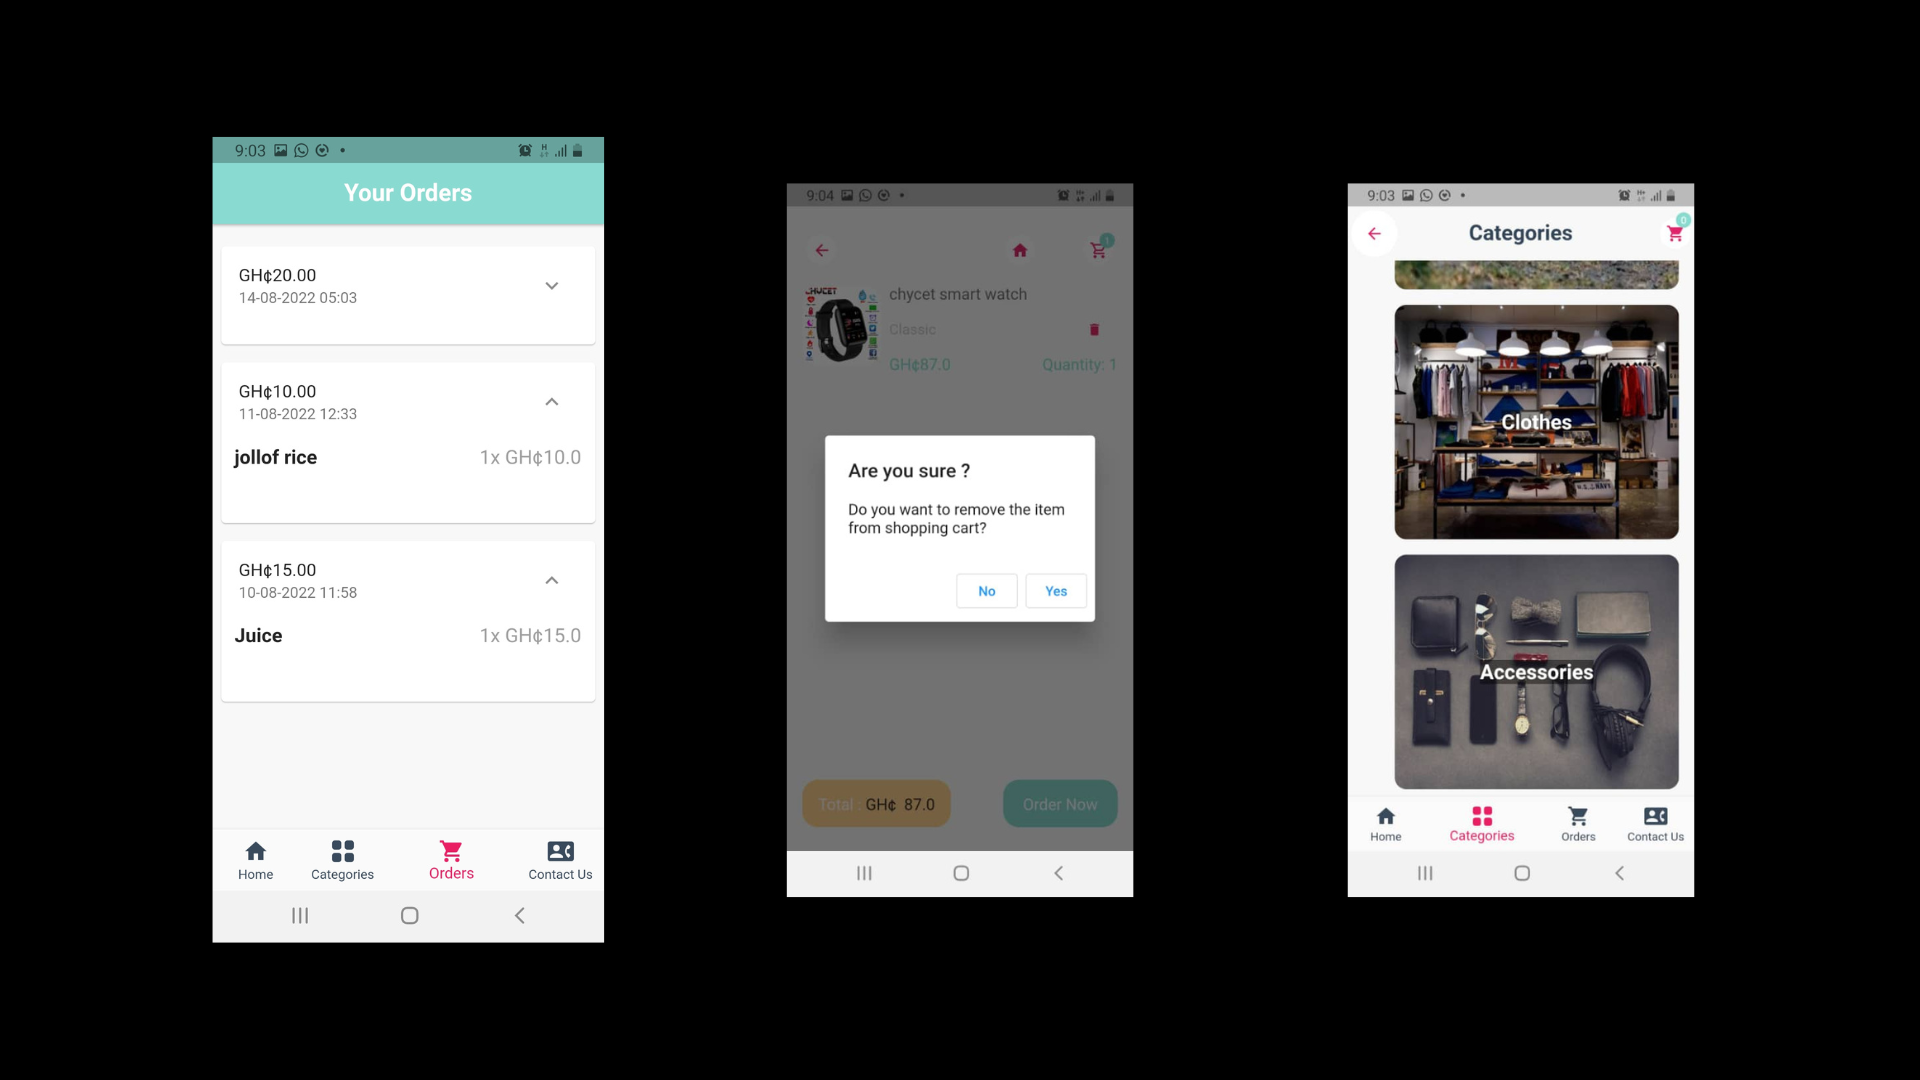 9:03
Your Orders
GH¢20.00
14-08-2022 05:03
GH¢10.00
11-08-2022 12:33
jollof rice
1x GH¢10.0
GH¢15.00
10-08-2022 11:58
Juice
1x GH¢15.0
Home
Categories
Orders
Contact Us
9:04
1
chycet smart watch
Classic
GH¢87.0
Quantity: 1
Are you sure ?
Do you want to remove the item
from shopping cart?
No
Yes
Total : GH¢ 87.0
Order Now
9:03
0
Categories
Clothes
Accessories
Home
Categories
Orders
Contact Us